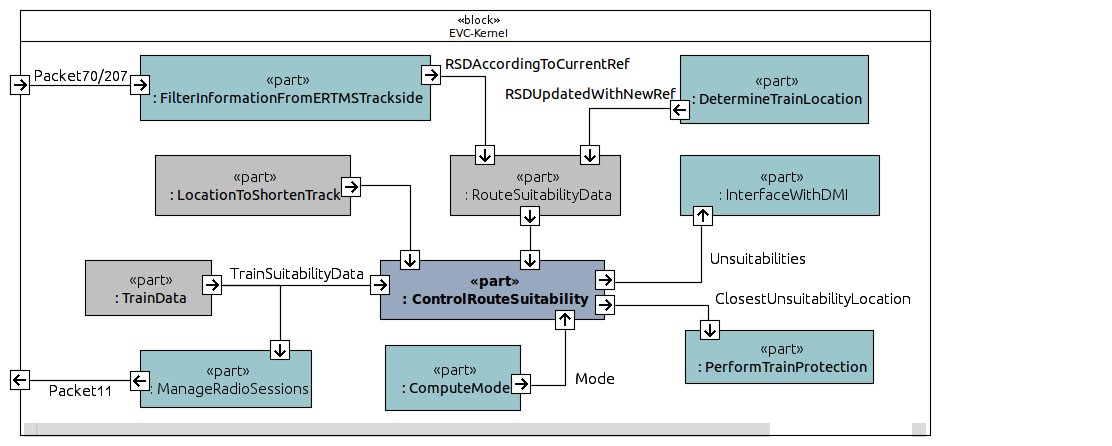 «block»
EVC-Kernel
Packet70/207
«part»
: FilterInformationFromERTMSTrackside
RSDAccordingToCurrentRef
RSDUpdatedWithNewRef
«part»
: DetermineTrainLocation
«part»
: LocationToShortenTrack
«part»
: RouteSuitabilityData
«part»
: InterfaceWithDMI
«part»
: TrainData
TrainSuitabilityData
«part»
: ControlRouteSuitability
Unsuitabilities
ClosestUnsuitabilityLocation
Packet11
«part»
: ManageRadioSessions
«part»
: ComputeMode
Mode
«part»
: PerformTrainProtection